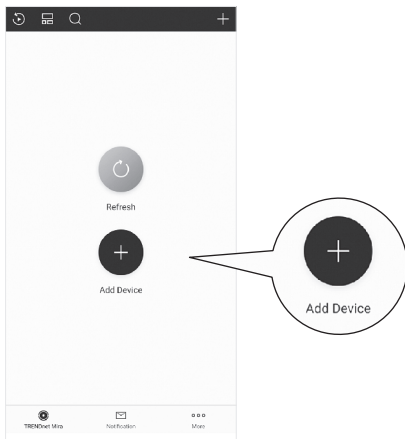 Refresh
Add Device
Add Device
TRENDnet Mira
Notification
More